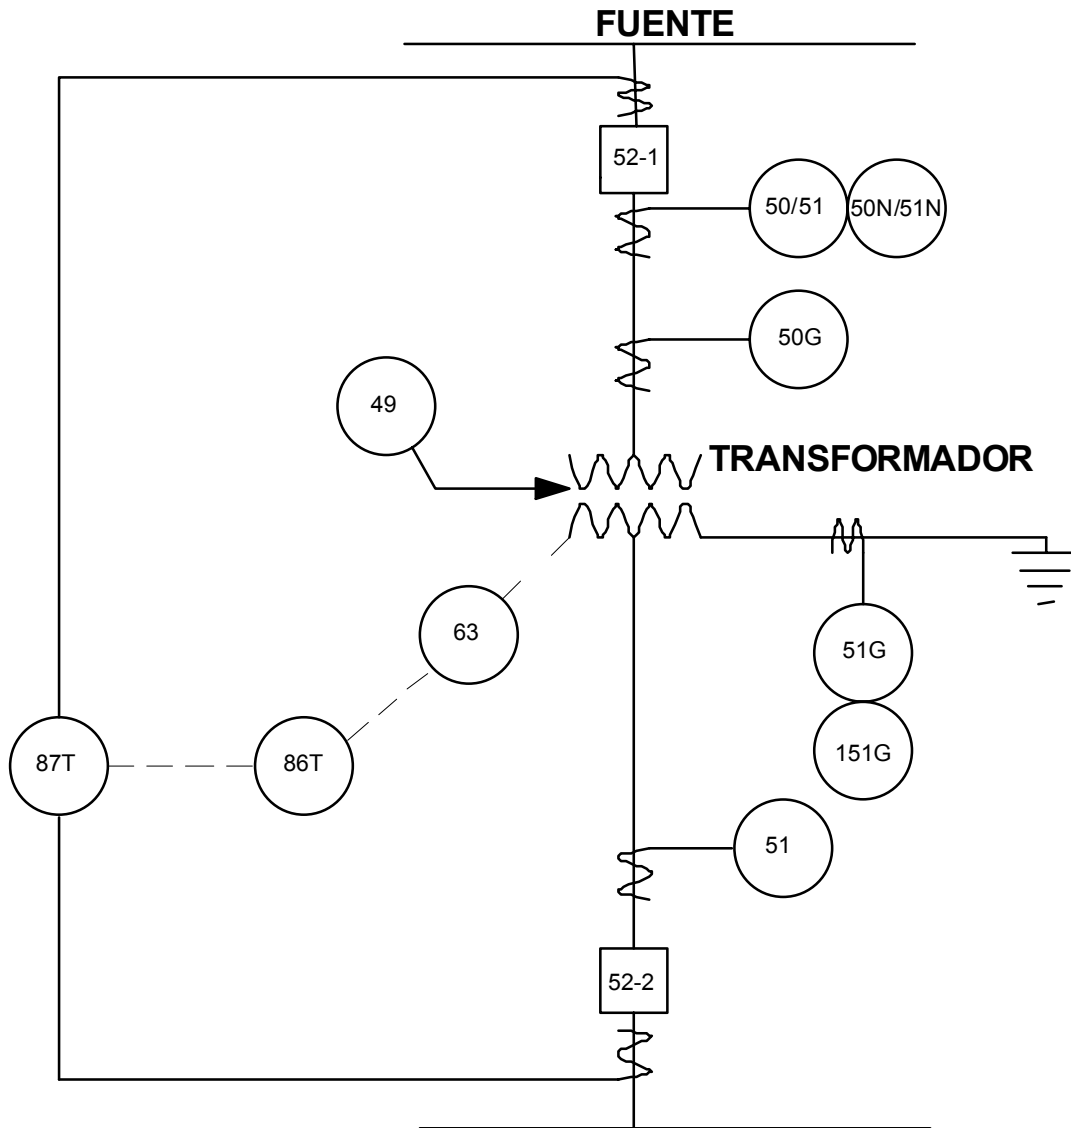 FUENTE
52-1
50/51
50N/51N
50G
49
TRANSFORMADOR
63
51G
87T
86T
151G
51
52-2